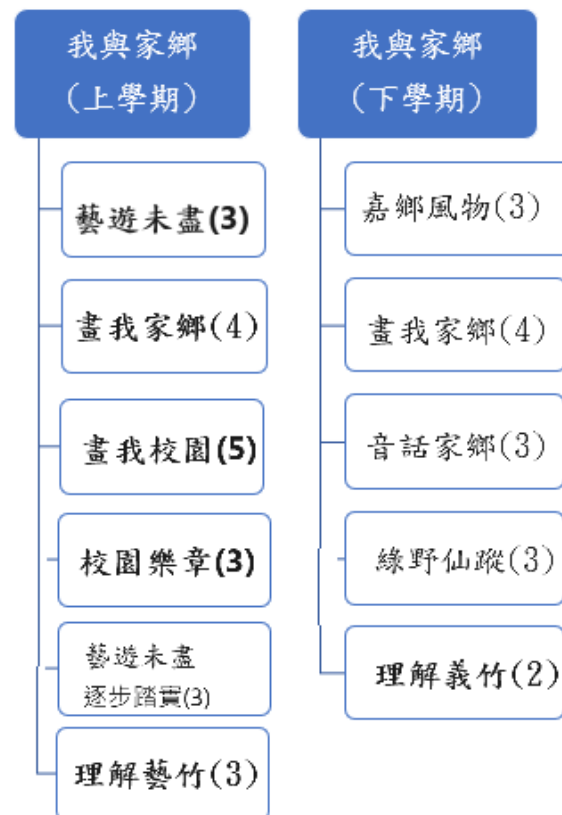 我與家鄉
(上學期)
藝遊未盡(3)
畫我家鄉(4)
畫我校園(5)
校園樂章(3)
藝遊未盡
逐步踏實(3)
理解藝竹(3)
我與家鄉
(下學期)
嘉鄉風物(3)
畫我家鄉(4)
音話家鄉(3)
綠野仙蹤(3)
理解義竹(2)